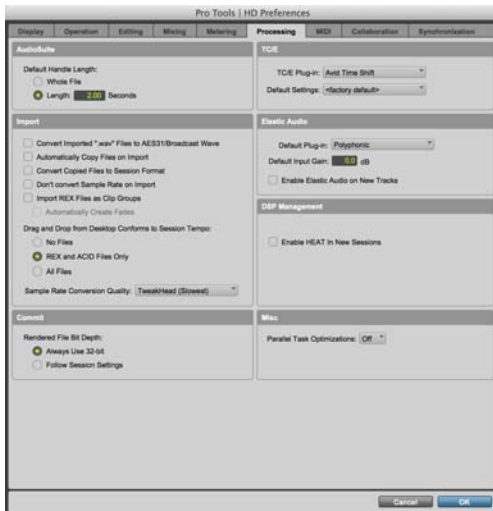 Pro Tools | HD Preferences
Display Operation Editing Mixing Metering Processing MIDI Collaboration Synchronization
AudioSuite
Default Handle Length:
Whole File
Length: 2.00 Seconds
Import
Convert Imported ".wav" Files to AES31/Broadcast Wave
Automatically Copy Files on Import
Convert Copied Files to Session Format
Don't convert Sample Rate on Import
Import REX Files as Clip Groups
Automatically Create Fades
Drag and Drop from Desktop Conforms to Session Tempo:
No Files
REX and ACID Files Only
All Files
Sample Rate Conversion Quality: TweakHead (Slowest)
Commit
Rendered File Bit Depth:
Always Use 32-bit
Follow Session Settings
TC/E
TC/E Plug-in: Avid Time Shift
Default Settings: <factory default>
Elastic Audio
Default Plug-in: Polyphonic
Default Input Gain: 0.0 dB
Enable Elastic Audio on New Tracks
DSP Management
Enable HEAT In New Sessions
Misc
Parallel Task Optimizations: Off
Cancel OK